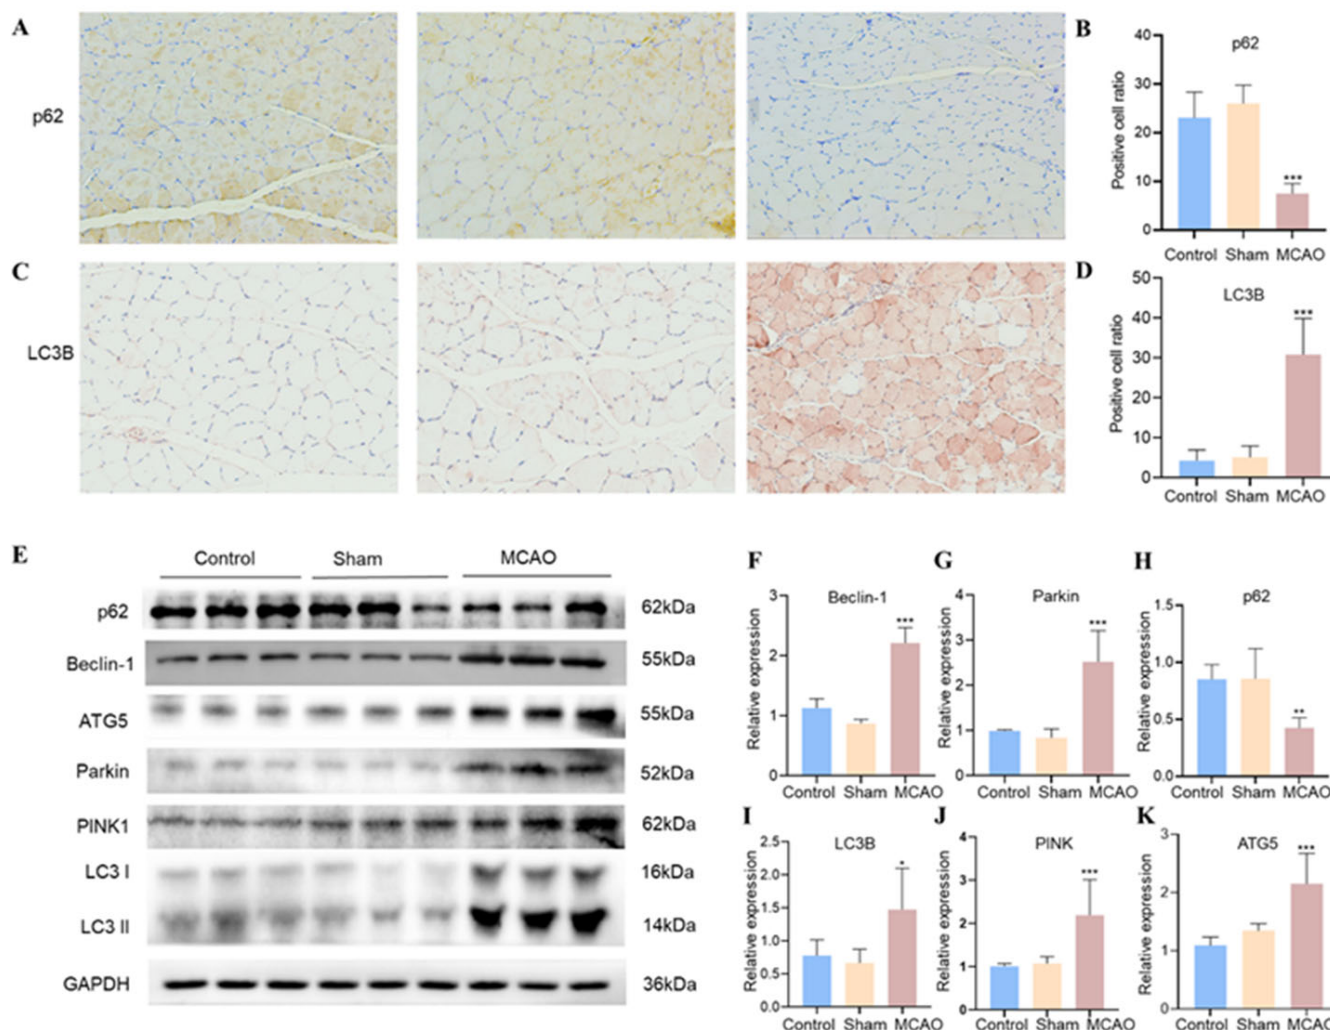 A
p62
B
p62
Positive cell ratio
40
30
20
10
0
***
Control Sham MCAO
C
LC3B
D
LC3B
Positive cell ratio
50
40
30
20
10
0
***
Control Sham MCAO
E
Control Sham MCAO
p62 62kDa
Beclin-1 55kDa
ATG5 55kDa
Parkin 52kDa
PINK1 62kDa
LC3 I 16kDa
LC3 II 14kDa
GAPDH 36kDa
F
Beclin-1
Relative expression
3
2
1
0
***
Control Sham MCAO
G
Parkin
Relative expression
4
3
2
1
0
***
Control Sham MCAO
H
p62
Relative expression
1.5
1.0
0.5
0.0
**
Control Sham MCAO
I
LC3B
Relative expression
2.5
2.0
1.5
1.0
0.5
0.0
*
Control Sham MCAO
J
PINK
Relative expression
4
3
2
1
0
***
Control Sham MCAO
K
ATG5
Relative expression
3
2
1
0
***
Control Sham MCAO